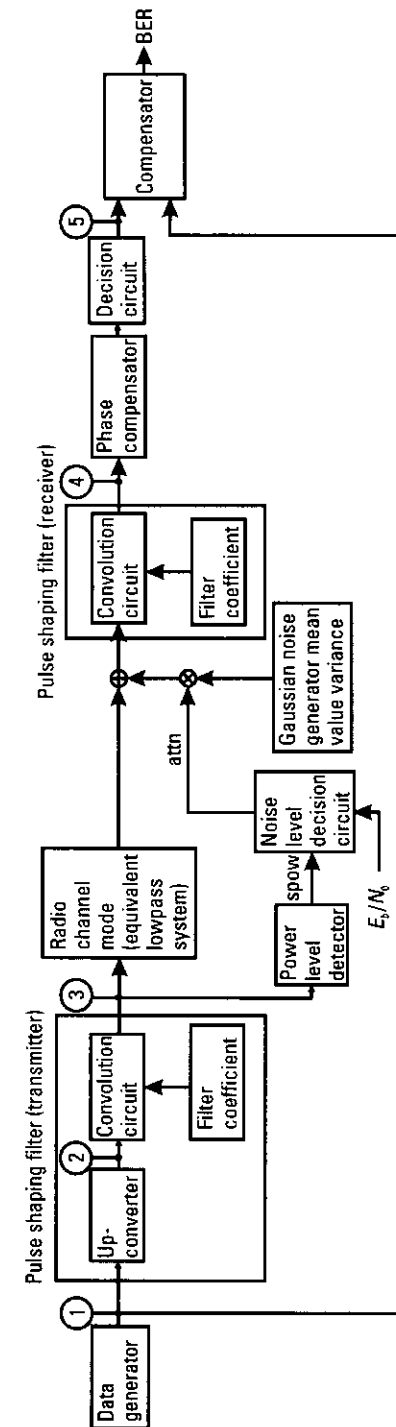 1
Data
generator
Pulse shaping filter (transmitter)
Up-
converter
2
Convolution
circuit
Filter
coefficient
3
Radio
channel
mode
(equivalent
lowpass
system)
Power
level
detector
spow
Noise
level
decision
circuit
E_b/N_0
attn
Gaussian noise
generator mean
value variance
Pulse shaping filter (receiver)
Convolution
circuit
Filter
coefficient
4
Phase
compensator
Decision
circuit
5
Compensator
BER